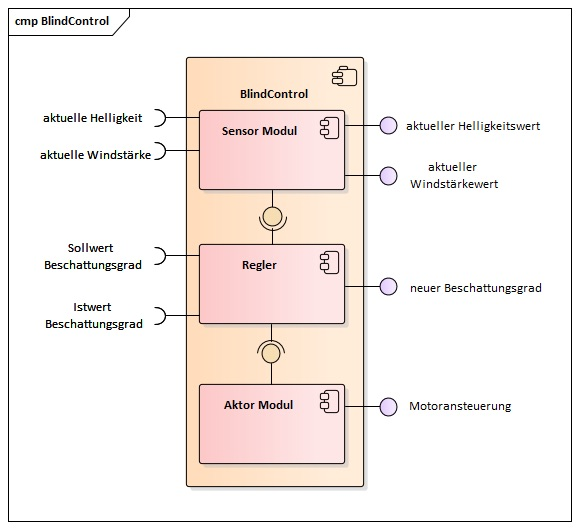 cmp BlindControl
BlindControl
aktuelle Helligkeit
Sensor Modul
aktueller Helligkeitswert
aktuelle Windstärke
aktueller
Windstärkewert
Sollwert
Beschattungsgrad
Regler
neuer Beschattungsgrad
Istwert
Beschattungsgrad
Aktor Modul
Motoransteuerung